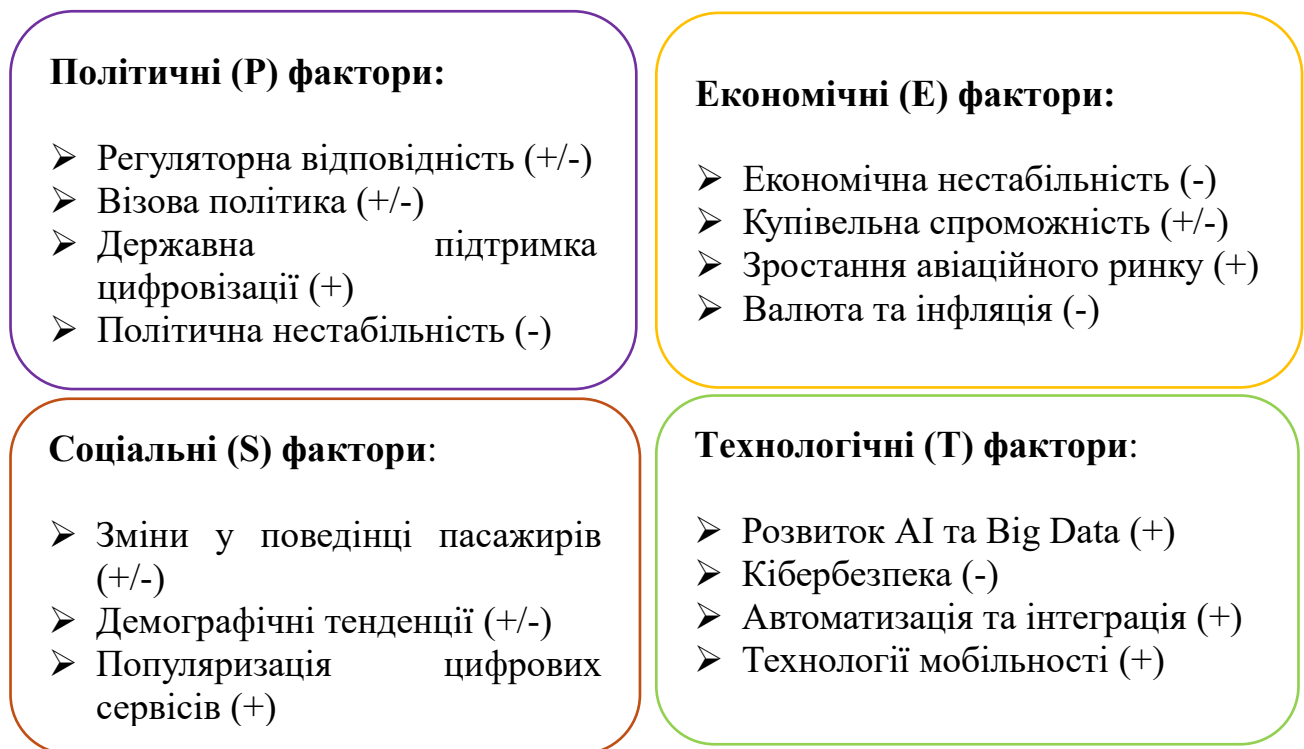 Політичні (P) фактори:
➢ Регуляторна відповідність (+/-)
➢ Візова політика (+/-)
➢ Державна підтримка
цифровізації (+)
➢ Політична нестабільність (-)
Економічні (E) фактори:
➢ Економічна нестабільність (-)
➢ Купівельна спроможність (+/-)
➢ Зростання авіаційного ринку (+)
➢ Валюта та інфляція (-)
Соціальні (S) фактори:
➢ Зміни у поведінці пасажирів
(+/-)
➢ Демографічні тенденції (+/-)
➢ Популяризація цифрових
сервісів (+)
Технологічні (T) фактори:
➢ Розвиток AI та Big Data (+)
➢ Кібербезпека (-)
➢ Автоматизація та інтеграція (+)
➢ Технології мобільності (+)